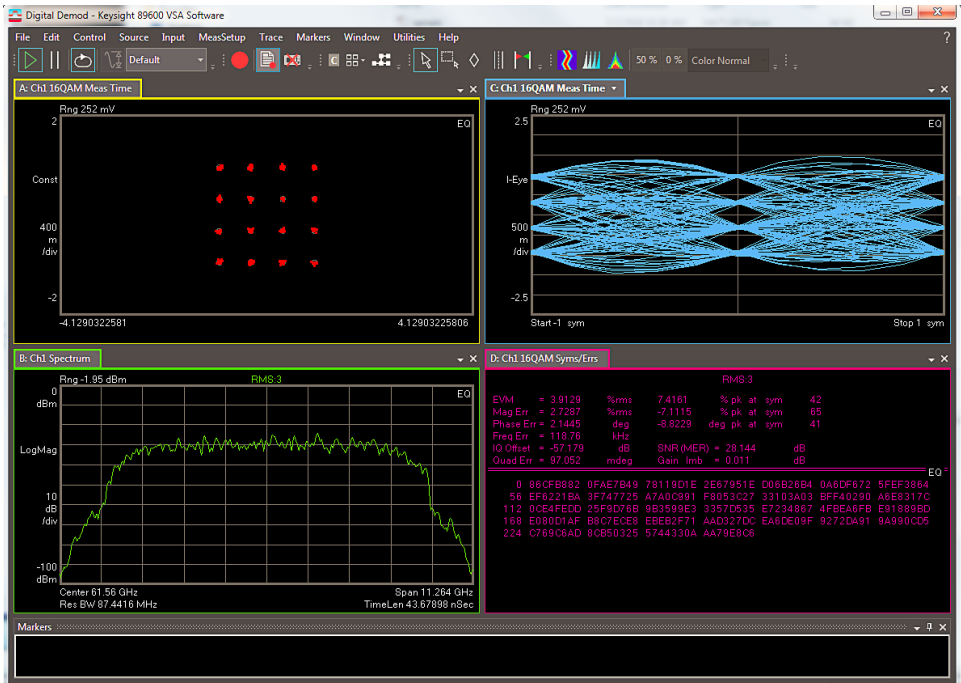 Digital Demod - Keysight 89600 VSA Software
File Edit Control Source Input MeasSetup Trace Markers Window Utilities Help ?
Default C 50 % 0 % Color Normal
A: Ch1 16QAM Meas Time
Rng 252 mV
2
EQ
Const
400
m
/div
-2
-4.1290322581 4.12903225806
C: Ch1 16QAM Meas Time
Rng 252 mV
2.5
EQ
I-Eye
500
m
/div
-2.5
Start -1 sym Stop 1 sym
B: Ch1 Spectrum
Rng -1.95 dBm RMS:3
0
EQ
dBm
LogMag
10
dB
/div
-100
dBm
Center 61.56 GHz Span 11.264 GHz
Res BW 87.4416 MHz TimeLen 43.67898 nSec
D: Ch1 16QAM Syms/Errs
RMS:3
EVM = 3.9129 %rms 7.4161 % pk at sym 42
Mag Err = 2.7287 %rms -7.1115 % pk at sym 65
Phase Err = 2.1445 deg -8.8229 deg pk at sym 41
Freq Err = 118.76 kHz
IQ Offset = -57.179 dB SNR(MER) = 28.144 dB
Quad Err = 97.052 mdeg Gain Imb = 0.011 dB
EQ
0 86CFB882 0FAE7B49 78119D1E 2E67951E D06B26B4 0A6DF672 5FEF3864
56 EF6221BA 3F747725 A7A0C991 F8053C27 33103A03 BFF40290 A6E8317C
112 0CE4FEDD 25F9D76B 9B3599E3 3357D535 E7234867 4FBEA6FB E91889BD
168 E080D1AF B8C7ECE8 EBEB2F71 AAD327DC EA6DE09F 9272DA91 9A990CD5
224 C769C6AD 8CB50325 5744330A AA79E8C6
Markers